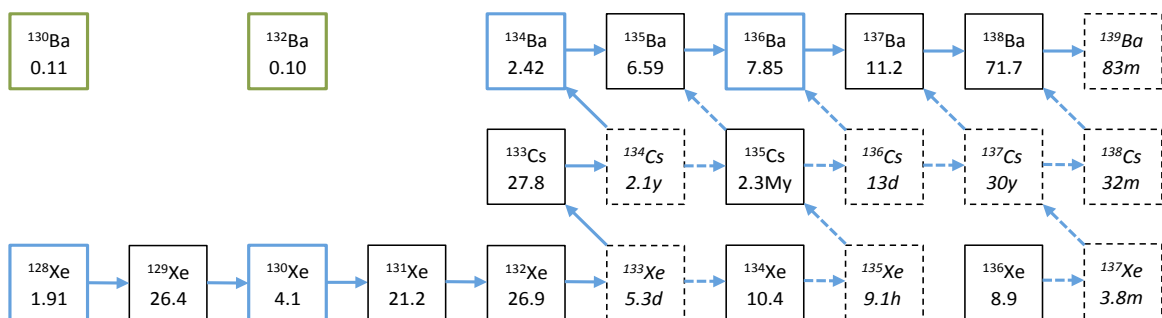 ¹³⁰Ba ¹³²Ba ¹³⁴Ba ¹³⁵Ba ¹³⁶Ba ¹³⁷Ba ¹³⁸Ba ¹³⁹Ba
0.11 0.10 2.42 6.59 7.85 11.2 71.7 83m
¹³³Cs ¹³⁴Cs ¹³⁵Cs ¹³⁶Cs ¹³⁷Cs ¹³⁸Cs
27.8 2.1y 2.3My 13d 30y 32m
¹²⁸Xe ¹²⁹Xe ¹³⁰Xe ¹³¹Xe ¹³²Xe ¹³³Xe ¹³⁴Xe ¹³⁵Xe ¹³⁶Xe ¹³⁷Xe
1.91 26.4 4.1 21.2 26.9 5.3d 10.4 9.1h 8.9 3.8m